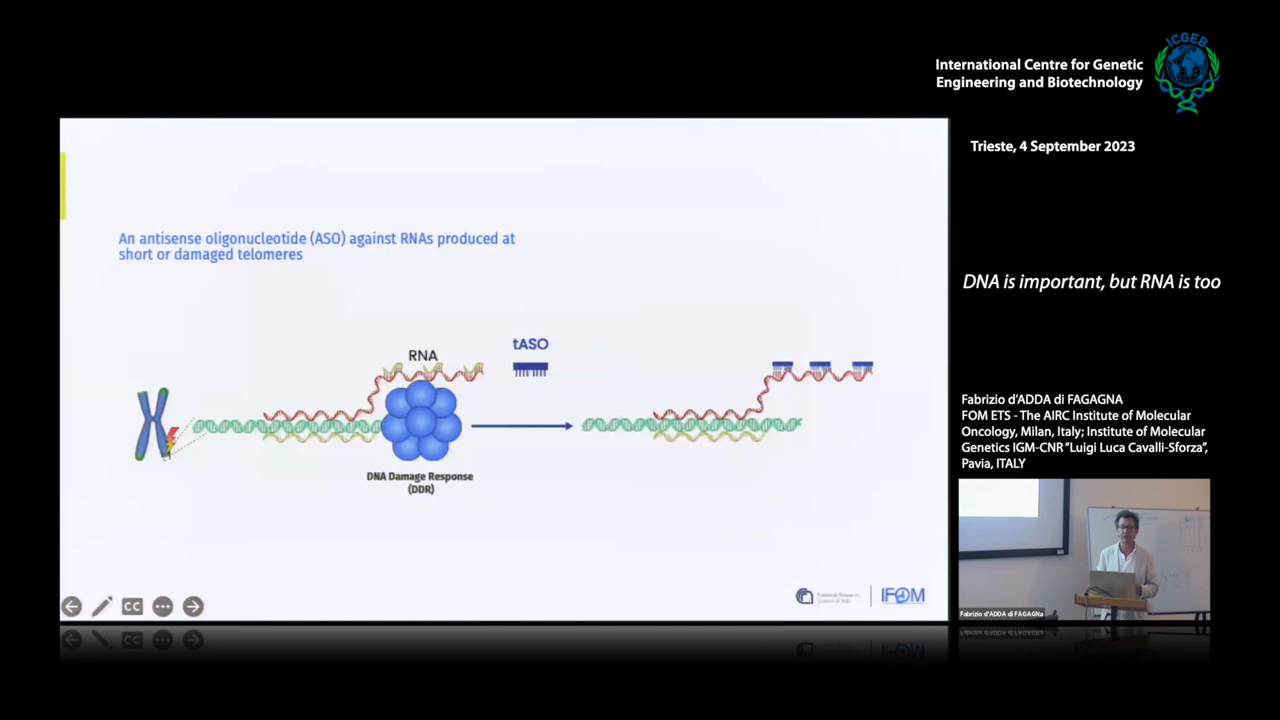 ICGEB
International Centre for Genetic
Engineering and Biotechnology
Trieste, 4 September 2023
An antisense oligonucleotide (ASO) against RNAs produced at
short or damaged telomeres
RNA
tASO
DNA Damage Response
(DDR)
CC
IFOM
DNA is important, but RNA is too
Fabrizio d'ADDA di FAGAGNA
FOM ETS - The AIRC Institute of Molecular
Oncology, Milan, Italy; Institute of Molecular
Genetics IGM-CNR "Luigi Luca Cavalli-Sforza",
Pavia, ITALY
Fabrizio d'ADDA di FAGAGNa